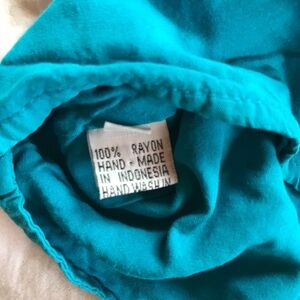 100% RAYON
HAND - MADE
IN INDONESIA
HAND WASH IN